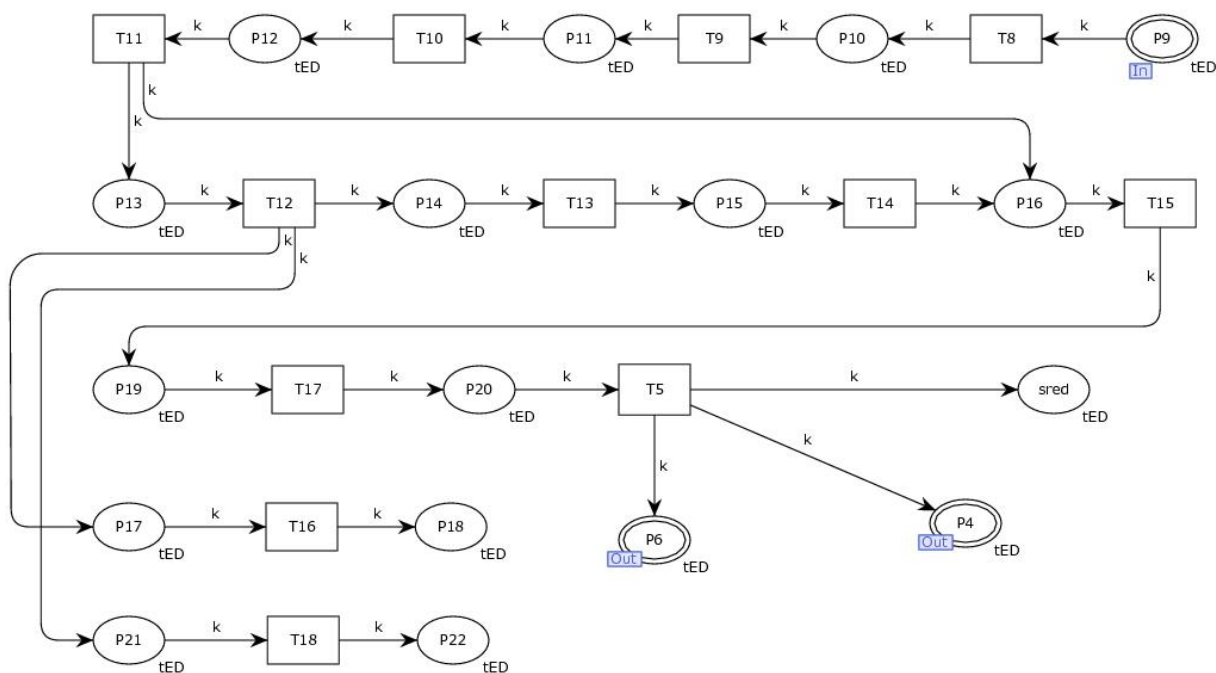 T11 k P12 k T10 k P11 k T9 k P10 k T8 k P9
tED tED tED In tED
k
k
P13 k T12 k P14 k T13 k P15 k T14 k P16 k T15
tED tED tED tED
k
k
k
P19 k T17 k P20 k T5 k sred
tED tED tED
k
k
P17 k T16 k P18 P6 P4
tED tED Out tED Out tED
P21 k T18 k P22
tED tED